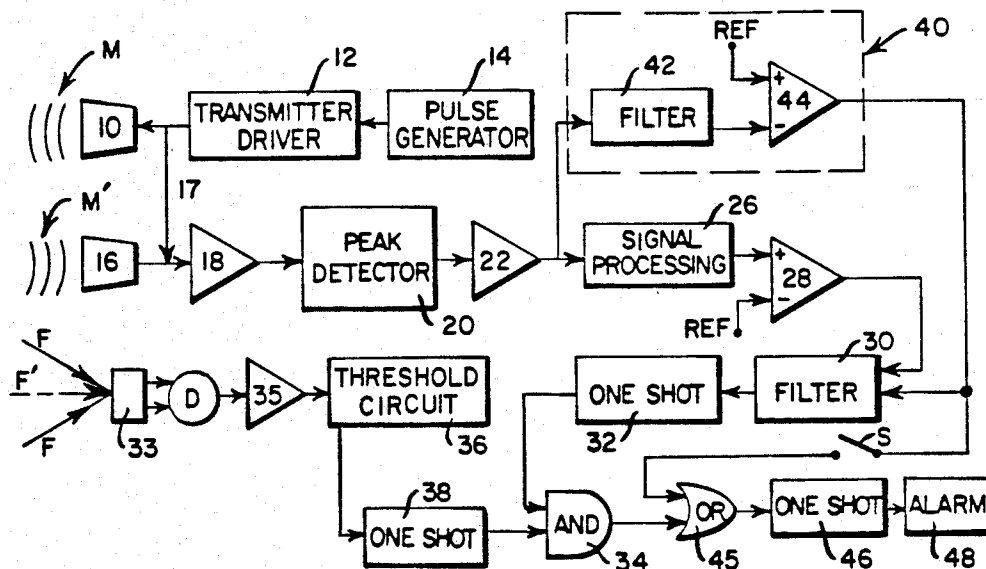 M
12
14
REF
40
10
TRANSMITTER
DRIVER
PULSE
GENERATOR
42
FILTER
+
44
-
17
M'
16
18
PEAK
DETECTOR
20
22
26
SIGNAL
PROCESSING
+
28
-
REF
F
F'
F
33
D
35
THRESHOLD
CIRCUIT
36
ONE SHOT
32
30
FILTER
S
38
ONE SHOT
AND
34
OR
45
ONE SHOT
46
ALARM
48